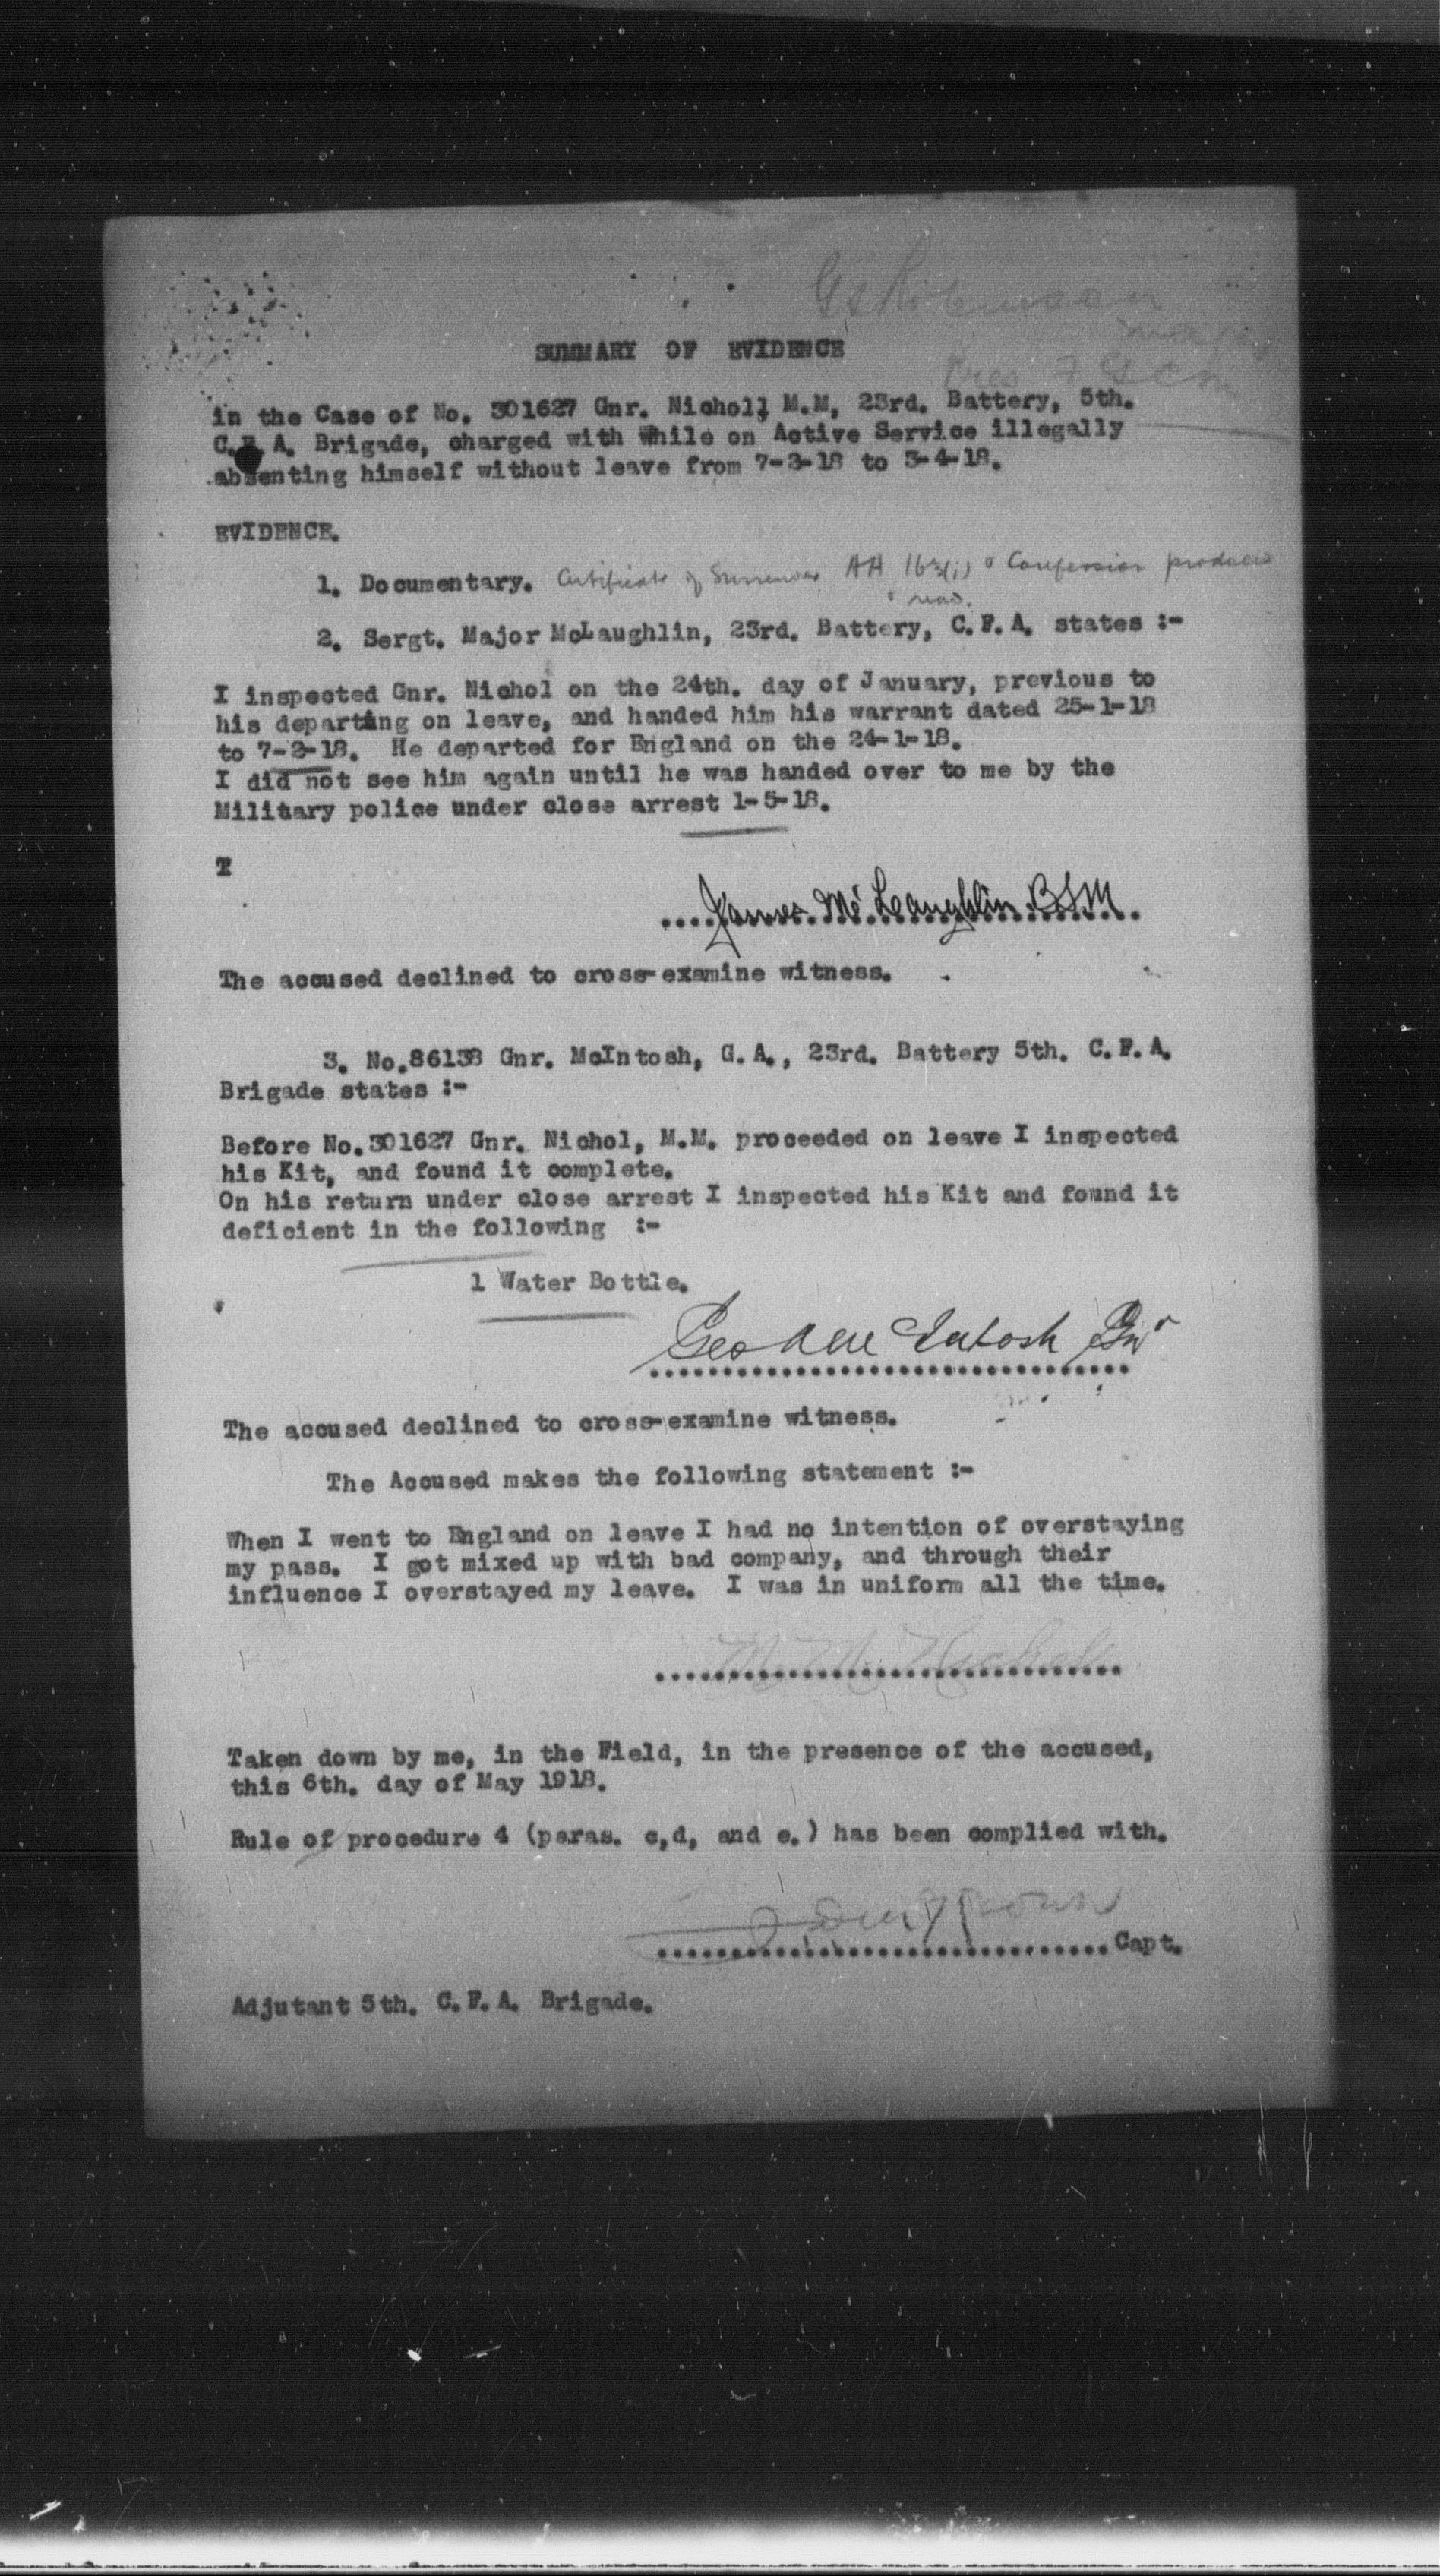 SUMMARY OF EVIDENCE
Pres F G C M
in the Case of No. 301627 Gnr. Nicholl M.M, 23rd. Battery, 5th.
C.F.A. Brigade, charged with While on Active Service illegally
absenting himself without leave from 7-2-18 to 3-4-18.
EVIDENCE.
1. Documentary. Certificate of Surrender AA 163(i) & Confession produced
& read.
2. Sergt. Major McLaughlin, 23rd. Battery, C.F.A. states :-
I inspected Gnr. Nichol on the 24th. day of January, previous to
his departing on leave, and handed him his warrant dated 25-1-18
to 7-2-18. He departed for England on the 24-1-18.
I did not see him again until he was handed over to me by the
Military police under close arrest 1-5-18.
T
James McLaughlin BSM
The accused declined to cross-examine witness.
3. No.86138 Gnr. McIntosh, G.A., 23rd. Battery 5th. C.F.A.
Brigade states :-
Before No.301627 Gnr. Nichol, M.M. proceeded on leave I inspected
his Kit, and found it complete.
On his return under close arrest I inspected his Kit and found it
deficient in the following :-
1 Water Bottle.
Geo A Mc Intosh Gnr
The accused declined to cross-examine witness.
The Accused makes the following statement :-
When I went to England on leave I had no intention of overstaying
my pass. I got mixed up with bad company, and through their
influence I overstayed my leave. I was in uniform all the time.
M. M. Nichol
Taken down by me, in the Field, in the presence of the accused,
this 6th. day of May 1918.
Rule of procedure 4 (paras. c,d, and e.) has been complied with.
Capt.
Adjutant 5th. C.F.A. Brigade.